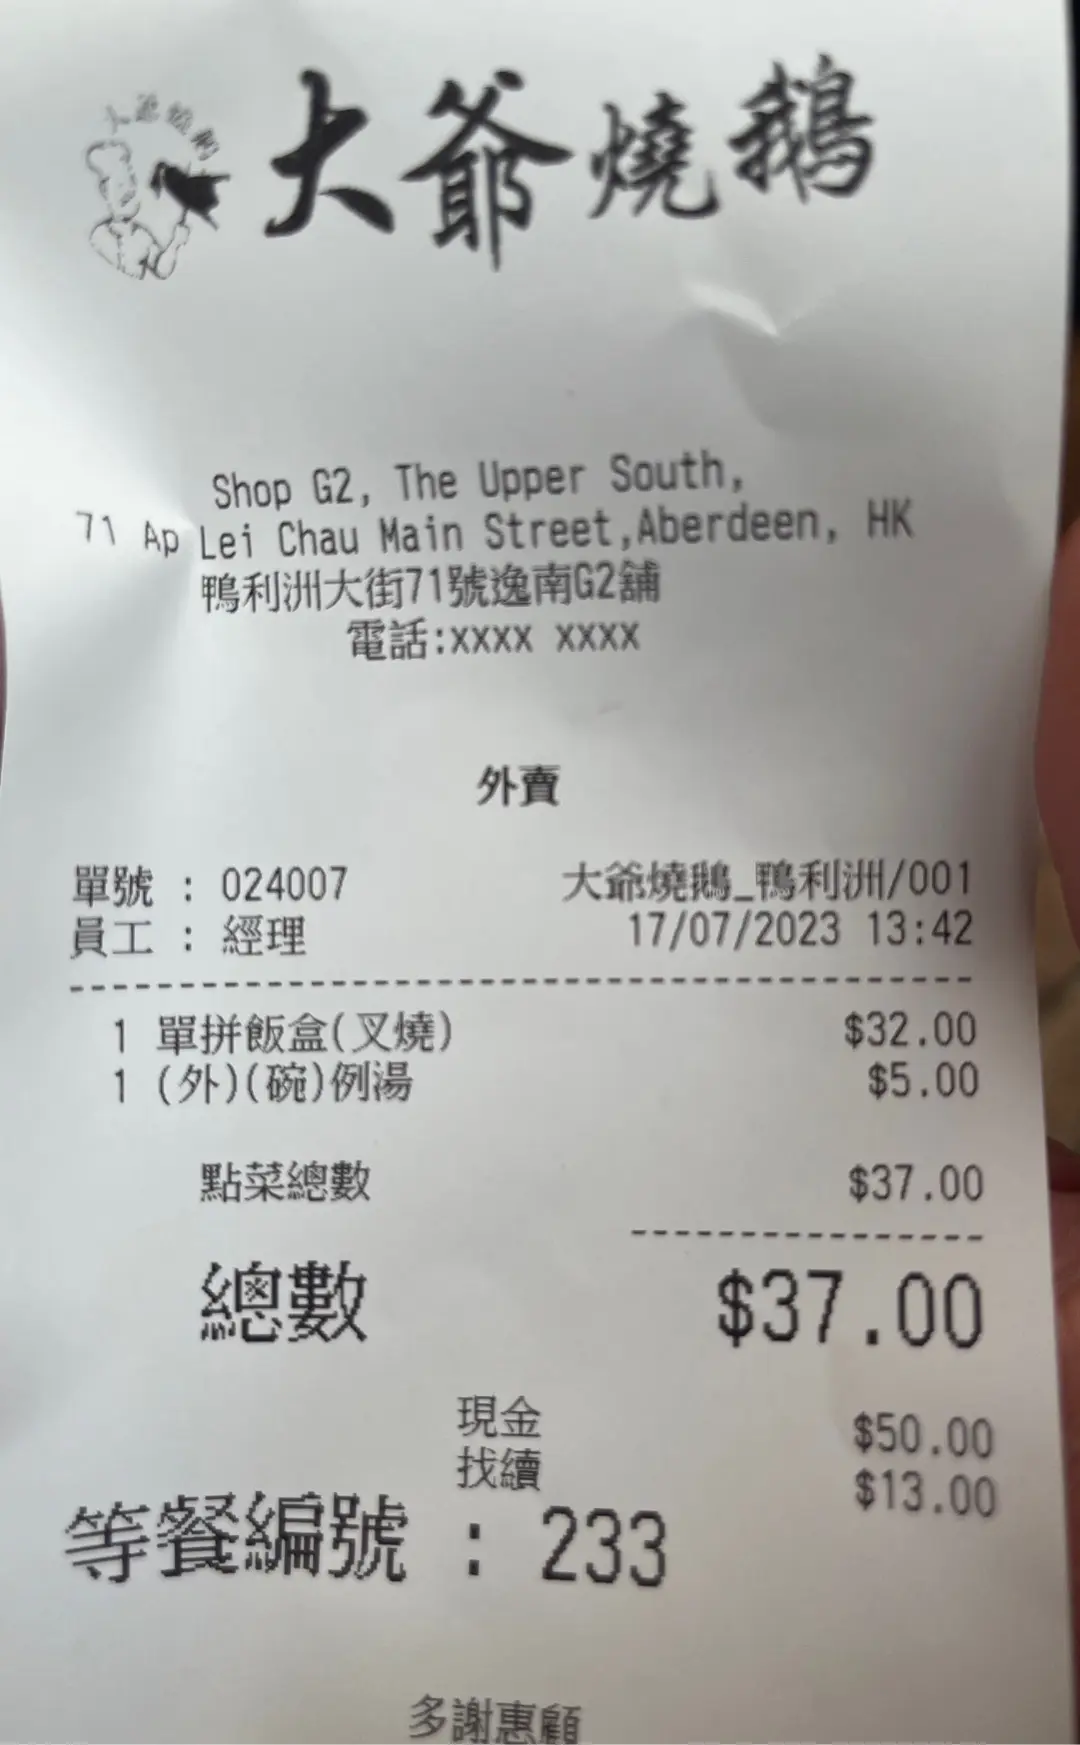 大爺燒鵝
大爺燒鵝
Shop G2, The Upper South,
71 Ap Lei Chau Main Street,Aberdeen, HK
鴨利洲大街71號逸南G2舖
電話:XXXX XXXX
外賣
單號 : 024007 大爺燒鵝_鴨利洲/001
員工 : 經理 17/07/2023 13:42
1 單拼飯盒(叉燒) $32.00
1 (外)(碗)例湯 $5.00
點菜總數 $37.00
總數 $37.00
現金 $50.00
找續 $13.00
等餐編號 : 233
多謝惠顧